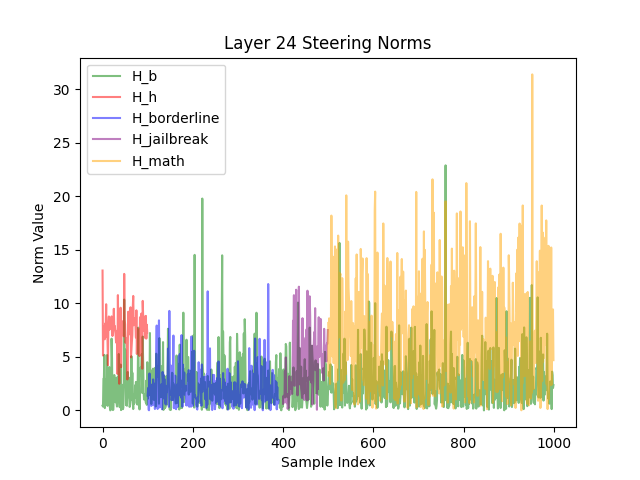 Layer 24 Steering Norms
H_b
H_h
H_borderline
H_jailbreak
H_math
Norm Value
30
25
20
15
10
5
0
0 200 400 600 800 1000
Sample Index